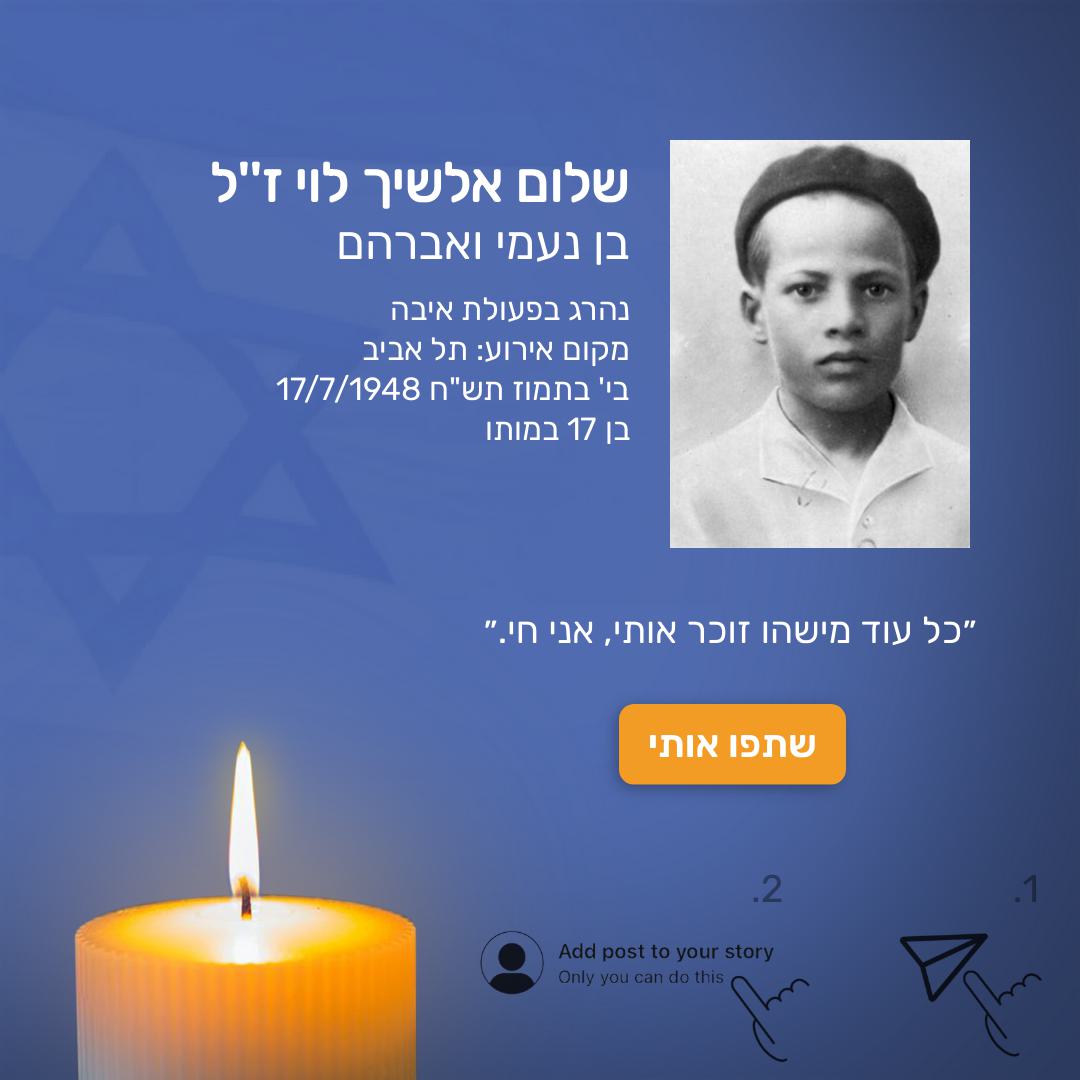 שלום אלשיך לוי ז"ל
בן נעמי ואברהם
נהרג בפעולת איבה
מקום אירוע: תל אביב
בי' בתמוז תש"ח 17/7/1948
בן 17 במותו
״כל עוד מישהו זוכר אותי, אני חי.״
שתפו אותי
.1
.2
Add post to your story
Only you can do this